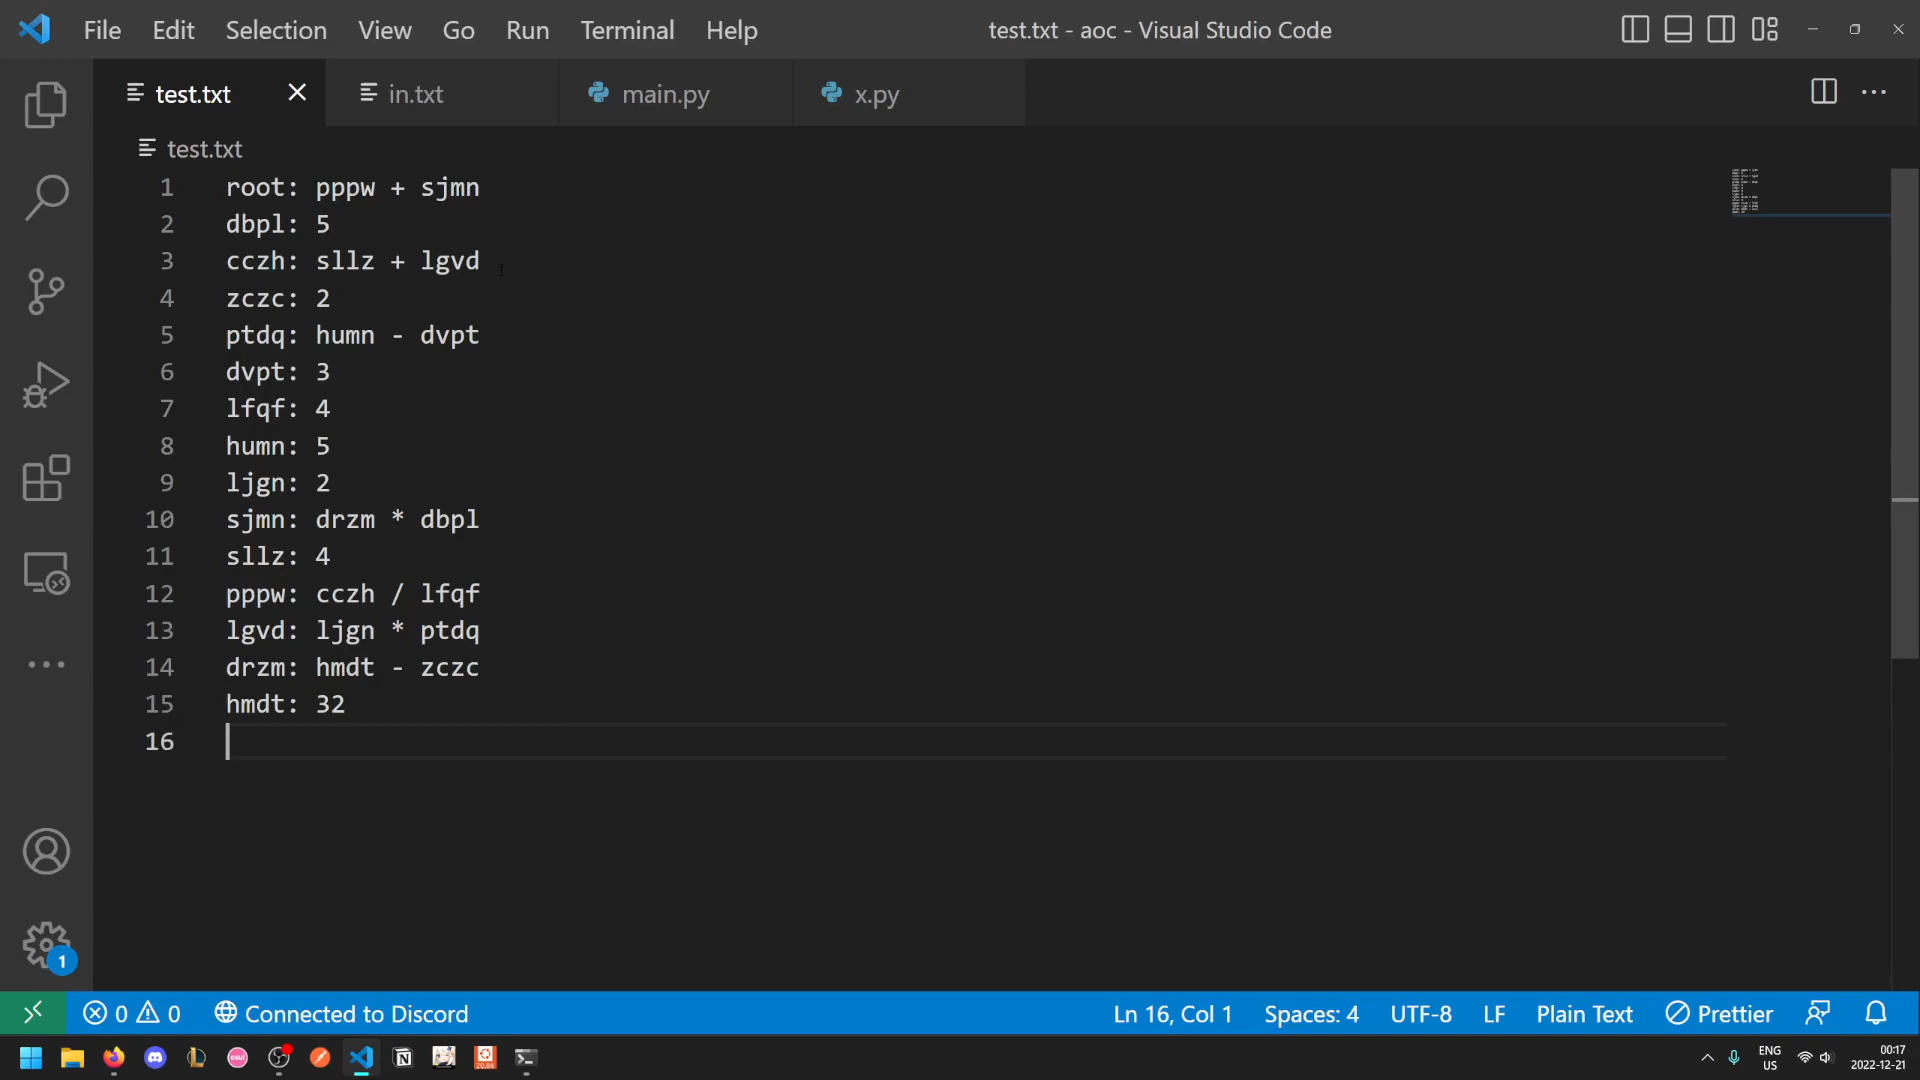 File Edit Selection View Go Run Terminal Help
test.txt - aoc - Visual Studio Code
test.txt
in.txt
main.py
x.py
test.txt
1 root: pppw + sjmn
2 dbpl: 5
3 cczh: sllz + lgvd
4 zczc: 2
5 ptdq: humn - dvpt
6 dvpt: 3
7 lfqf: 4
8 humn: 5
9 ljgn: 2
10 sjmn: drzm * dbpl
11 sllz: 4
12 pppw: cczh / lfqf
13 lgvd: ljgn * ptdq
14 drzm: hmdt - zczc
15 hmdt: 32
16
1
0 0 Connected to Discord
Ln 16, Col 1 Spaces: 4 UTF-8 LF Plain Text Prettier
osu!
20.04
ENG
US
00:17
2022-12-21